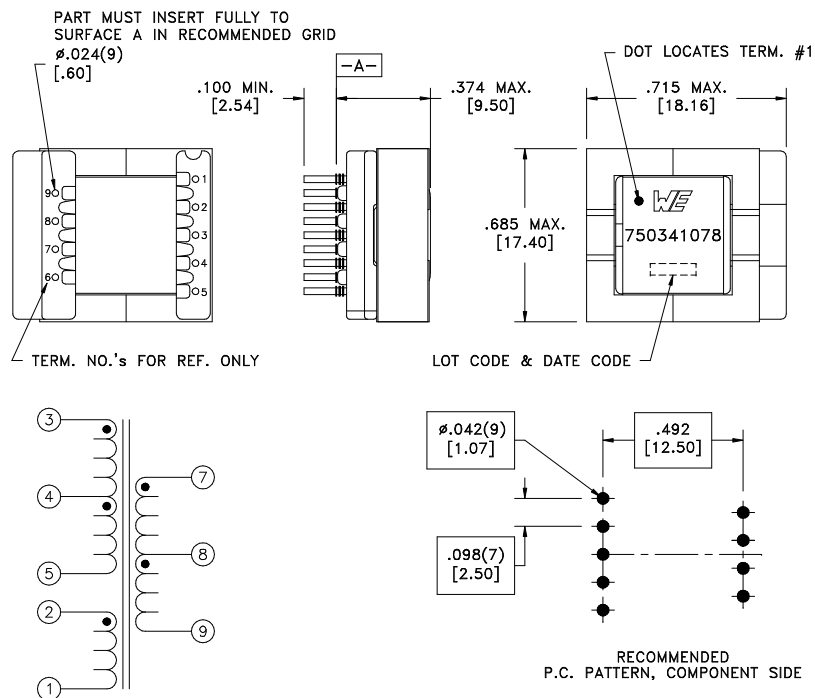 PART MUST INSERT FULLY TO
SURFACE A IN RECOMMENDED GRID
ø.024(9)
[.60]
.100 MIN.
[2.54]
-A-
.374 MAX.
[9.50]
DOT LOCATES TERM. #1
.715 MAX.
[18.16]
9
8
7
6
1
2
3
4
5
.685 MAX.
[17.40]
WE
750341078
TERM. NO.'s FOR REF. ONLY
LOT CODE & DATE CODE
3
4
5
2
1
7
8
9
ø.042(9)
[1.07]
.492
[12.50]
.098(7)
[2.50]
RECOMMENDED
P.C. PATTERN, COMPONENT SIDE